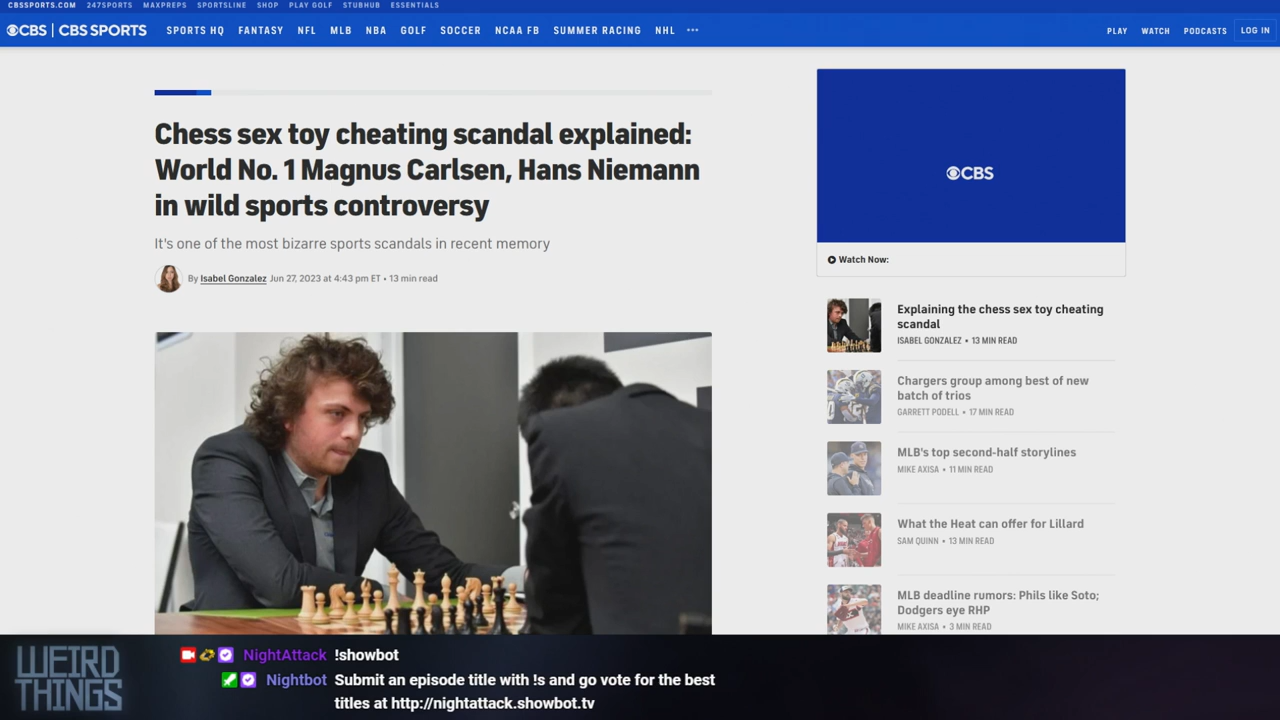 CBSSPORTS.COM 247SPORTS MAXPREPS SPORTSLINE SHOP PLAY GOLF STUBHUB ESSENTIALS
CBS | CBS SPORTS SPORTS HQ FANTASY NFL MLB NBA GOLF SOCCER NCAA FB SUMMER RACING NHL ••• PLAY WATCH PODCASTS LOG IN
Chess sex toy cheating scandal explained:
World No. 1 Magnus Carlsen, Hans Niemann
in wild sports controversy
It's one of the most bizarre sports scandals in recent memory
By Isabel Gonzalez Jun 27, 2023 at 4:43 pm ET • 13 min read
CBS
Watch Now:
Explaining the chess sex toy cheating
scandal
ISABEL GONZALEZ • 13 MIN READ
Chargers group among best of new
batch of trios
GARRETT PODELL • 17 MIN READ
MLB's top second-half storylines
MIKE AXISA • 11 MIN READ
What the Heat can offer for Lillard
SAM QUINN • 13 MIN READ
MLB deadline rumors: Phils like Soto;
Dodgers eye RHP
MIKE AXISA • 3 MIN READ
WEIRD
THINGS
NightAttack !showbot
Nightbot Submit an episode title with !s and go vote for the best
titles at http://nightattack.showbot.tv